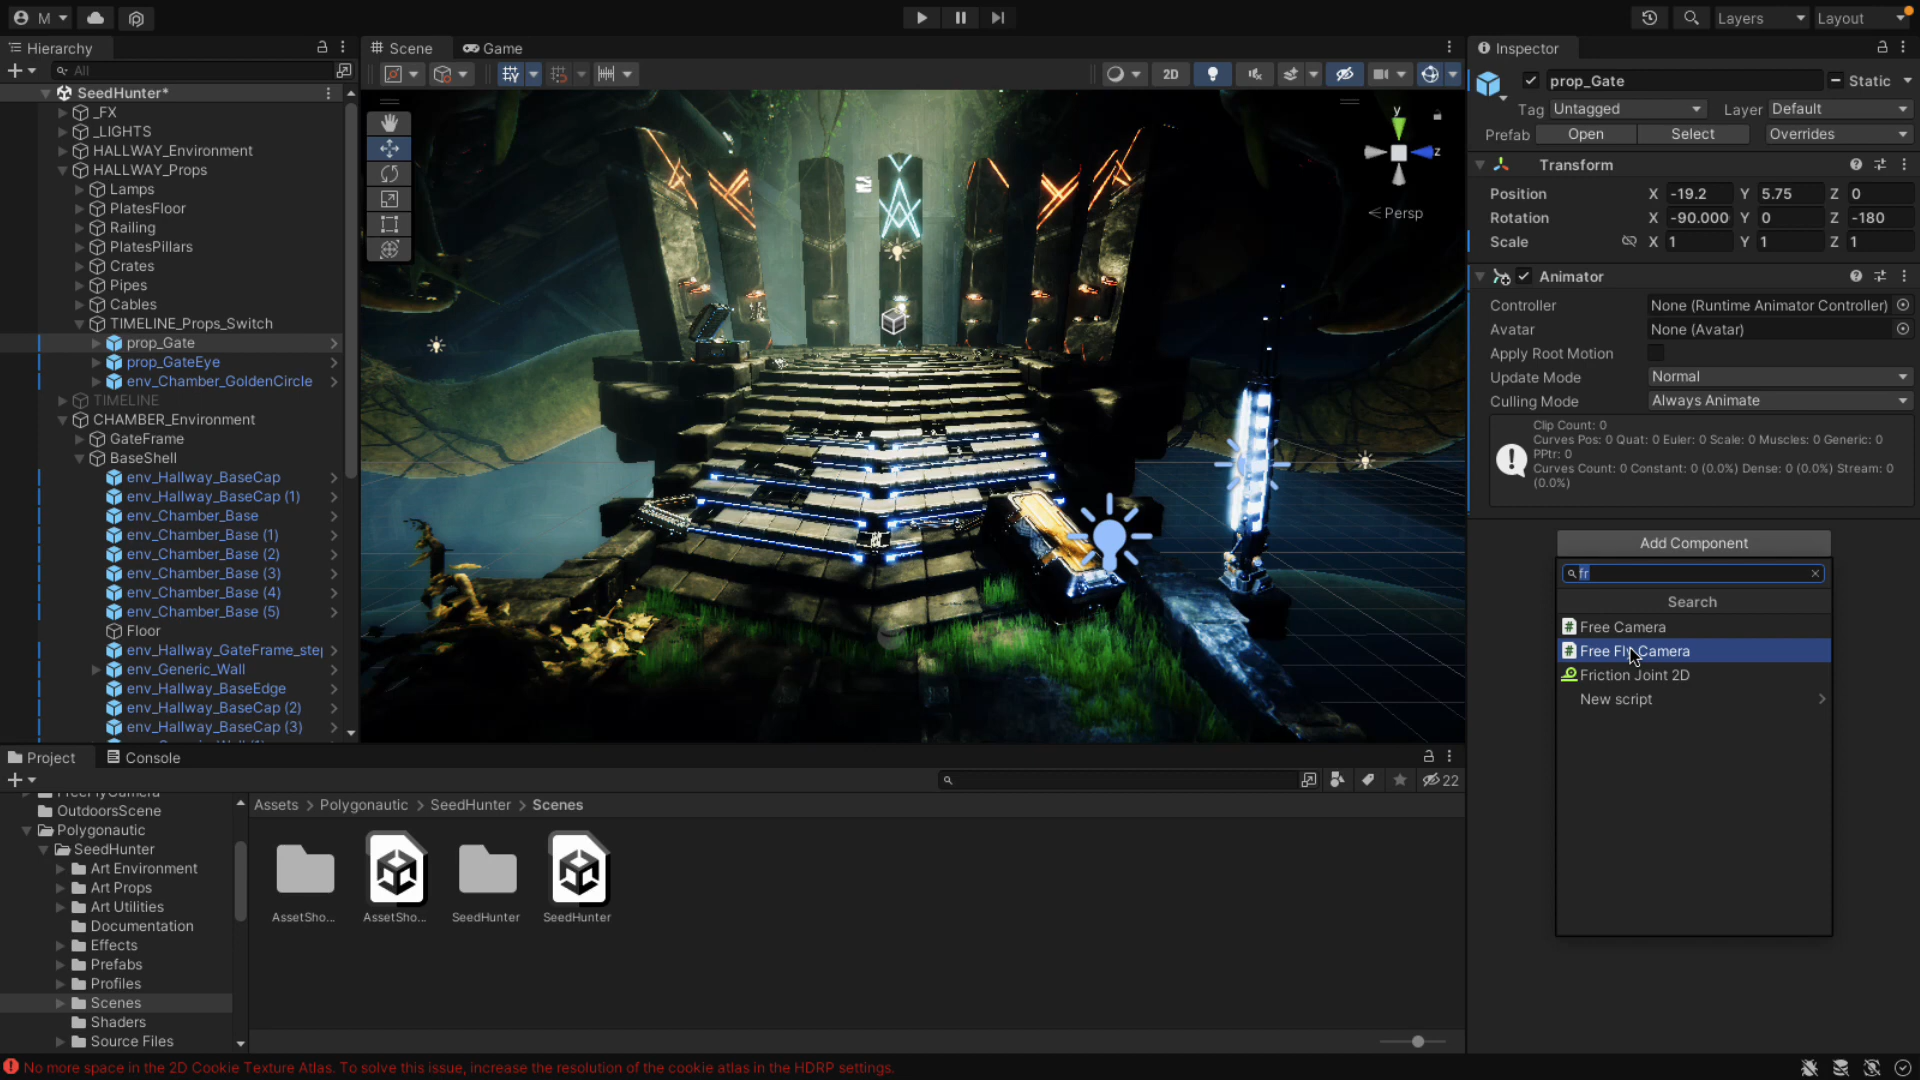 M
Layers
Layout
Hierarchy
All
SeedHunter*
_FX
_LIGHTS
HALLWAY_Environment
HALLWAY_Props
Lamps
PlatesFloor
Railing
PlatesPillars
Crates
Pipes
Cables
TIMELINE_Props_Switch
prop_Gate
prop_GateEye
env_Chamber_GoldenCircle
TIMELINE
CHAMBER_Environment
GateFrame
BaseShell
env_Hallway_BaseCap
env_Hallway_BaseCap (1)
env_Chamber_Base
env_Chamber_Base (1)
env_Chamber_Base (2)
env_Chamber_Base (3)
env_Chamber_Base (4)
env_Chamber_Base (5)
Floor
env_Hallway_GateFrame_step
env_Generic_Wall
env_Hallway_BaseEdge
env_Hallway_BaseCap (2)
env_Hallway_BaseCap (3)
Scene
Game
2D
y
z
Persp
Inspector
prop_Gate
Static
Tag Untagged
Layer Default
Prefab Open Select Overrides
Transform
Position X -19.2 Y 5.75 Z 0
Rotation X -90.000 Y 0 Z -180
Scale X 1 Y 1 Z 1
Animator
Controller None (Runtime Animator Controller)
Avatar None (Avatar)
Apply Root Motion
Update Mode Normal
Culling Mode Always Animate
Clip Count: 0
Curves Pos: 0 Quat: 0 Euler: 0 Scale: 0 Muscles: 0 Generic: 0
PPtr: 0
Curves Count: 0 Constant: 0 (0.0%) Dense: 0 (0.0%) Stream: 0
(0.0%)
Add Component
fr
Search
Free Camera
Free Fly Camera
Friction Joint 2D
New script
Project
Console
22
FreeFlyCamera
OutdoorsScene
Polygonautic
SeedHunter
Art Environment
Art Props
Art Utilities
Documentation
Effects
Prefabs
Profiles
Scenes
Shaders
Source Files
Assets > Polygonautic > SeedHunter > Scenes
AssetSho...
AssetSho...
SeedHunter
SeedHunter
No more space in the 2D Cookie Texture Atlas. To solve this issue, increase the resolution of the cookie atlas in the HDRP settings.